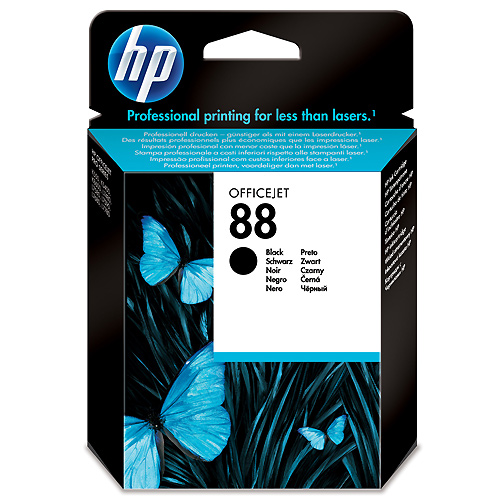 hp
Professional printing for less than lasers.¹
Professionell drucken – günstiger als mit einem Laserdrucker.¹
Des résultats professionnels plus économiques que les impressions laser.¹
Impresión profesional con menor coste que la impresión láser.¹
Stampa professionale a costi inferiori rispetto alle stampanti laser.¹
Impressão profissional com custos inferiores face a laser.¹
Professioneel printen, voordeliger dan met laser.¹
OFFICEJET
88
Black Preto
Schwarz Zwart
Noir Czarny
Negro Černá
Nero Чёрный